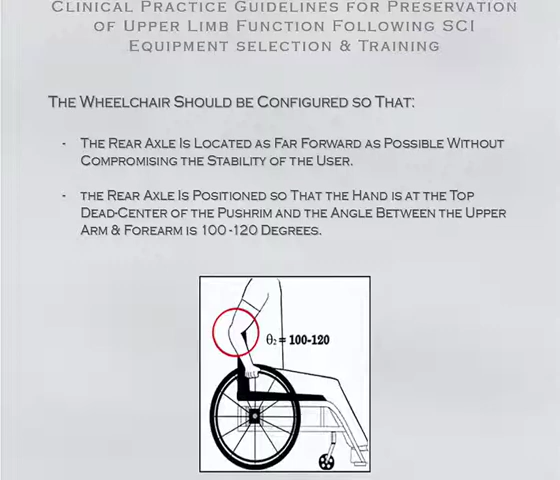 Clinical Practice Guidelines for Preservation
of Upper Limb Function Following SCI
Equipment selection & Training
The Wheelchair Should be Configured so That:
- The Rear Axle Is Located as Far Forward as Possible Without
Compromising the Stability of the User.
- the Rear Axle Is Positioned so That the Hand is at the Top
Dead-Center of the Pushrim and the Angle Between the Upper
Arm & Forearm is 100-120 Degrees.
θ₂ = 100-120